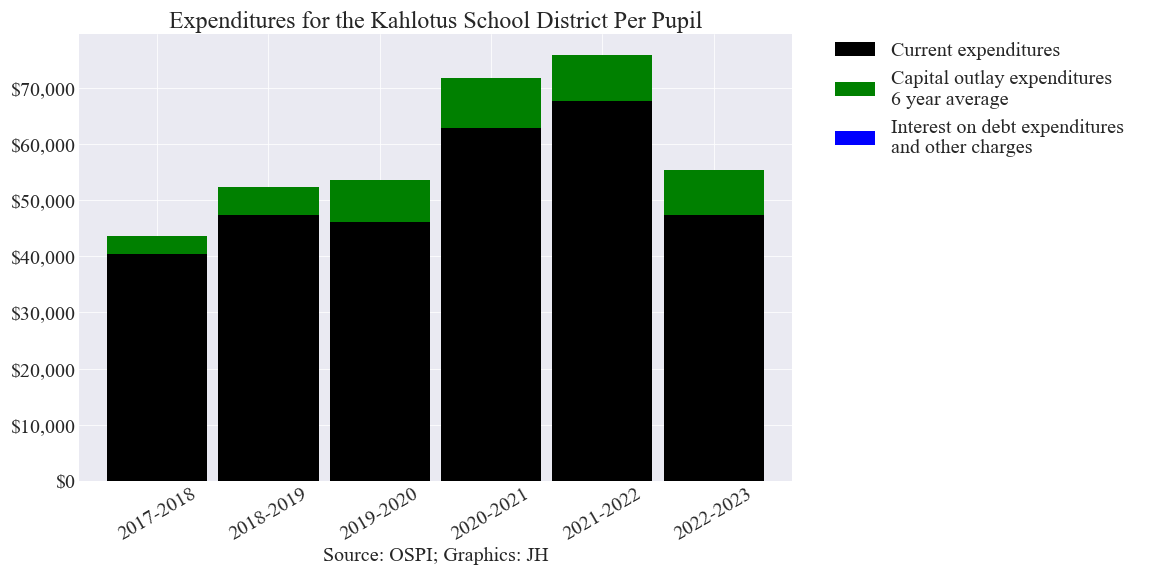 Expenditures for the Kahlotus School District Per Pupil
Current expenditures
Capital outlay expenditures
6 year average
Interest on debt expenditures
and other charges
$70,000
$60,000
$50,000
$40,000
$30,000
$20,000
$10,000
$0
2017-2018
2018-2019
2019-2020
2020-2021
2021-2022
2022-2023
Source: OSPI; Graphics: JH